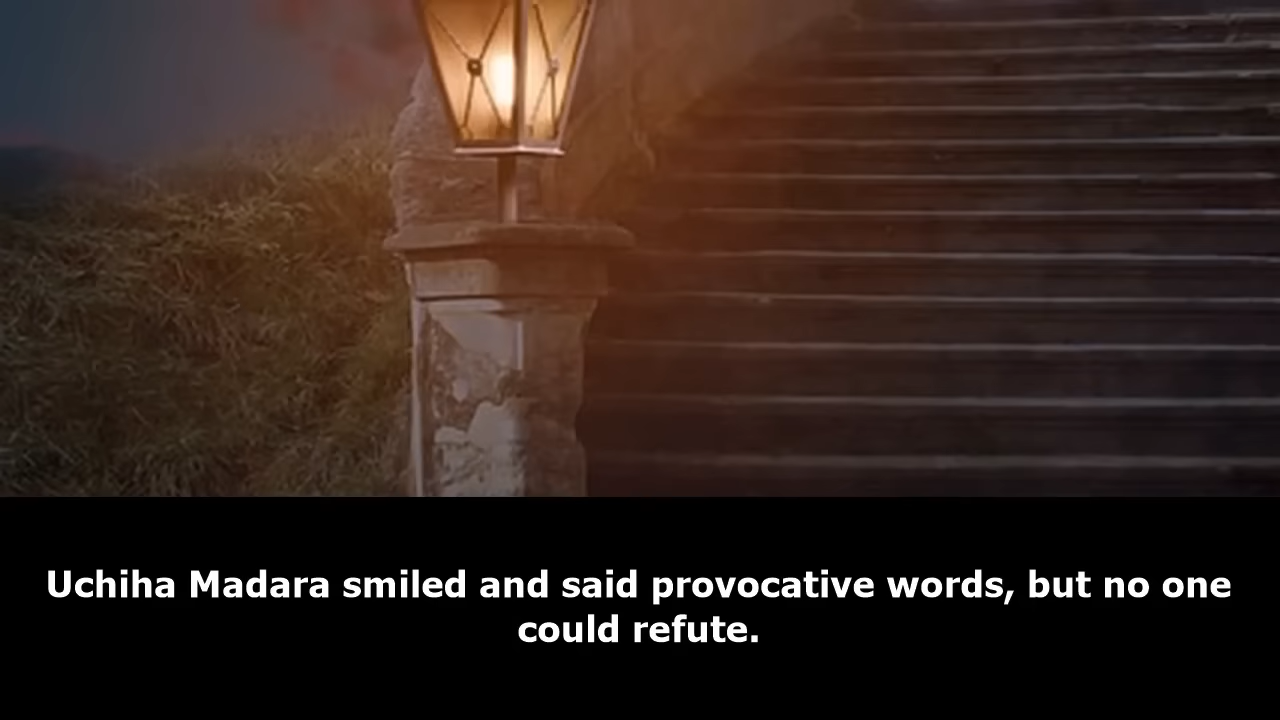 Uchiha Madara smiled and said provocative words, but no one
could refute.